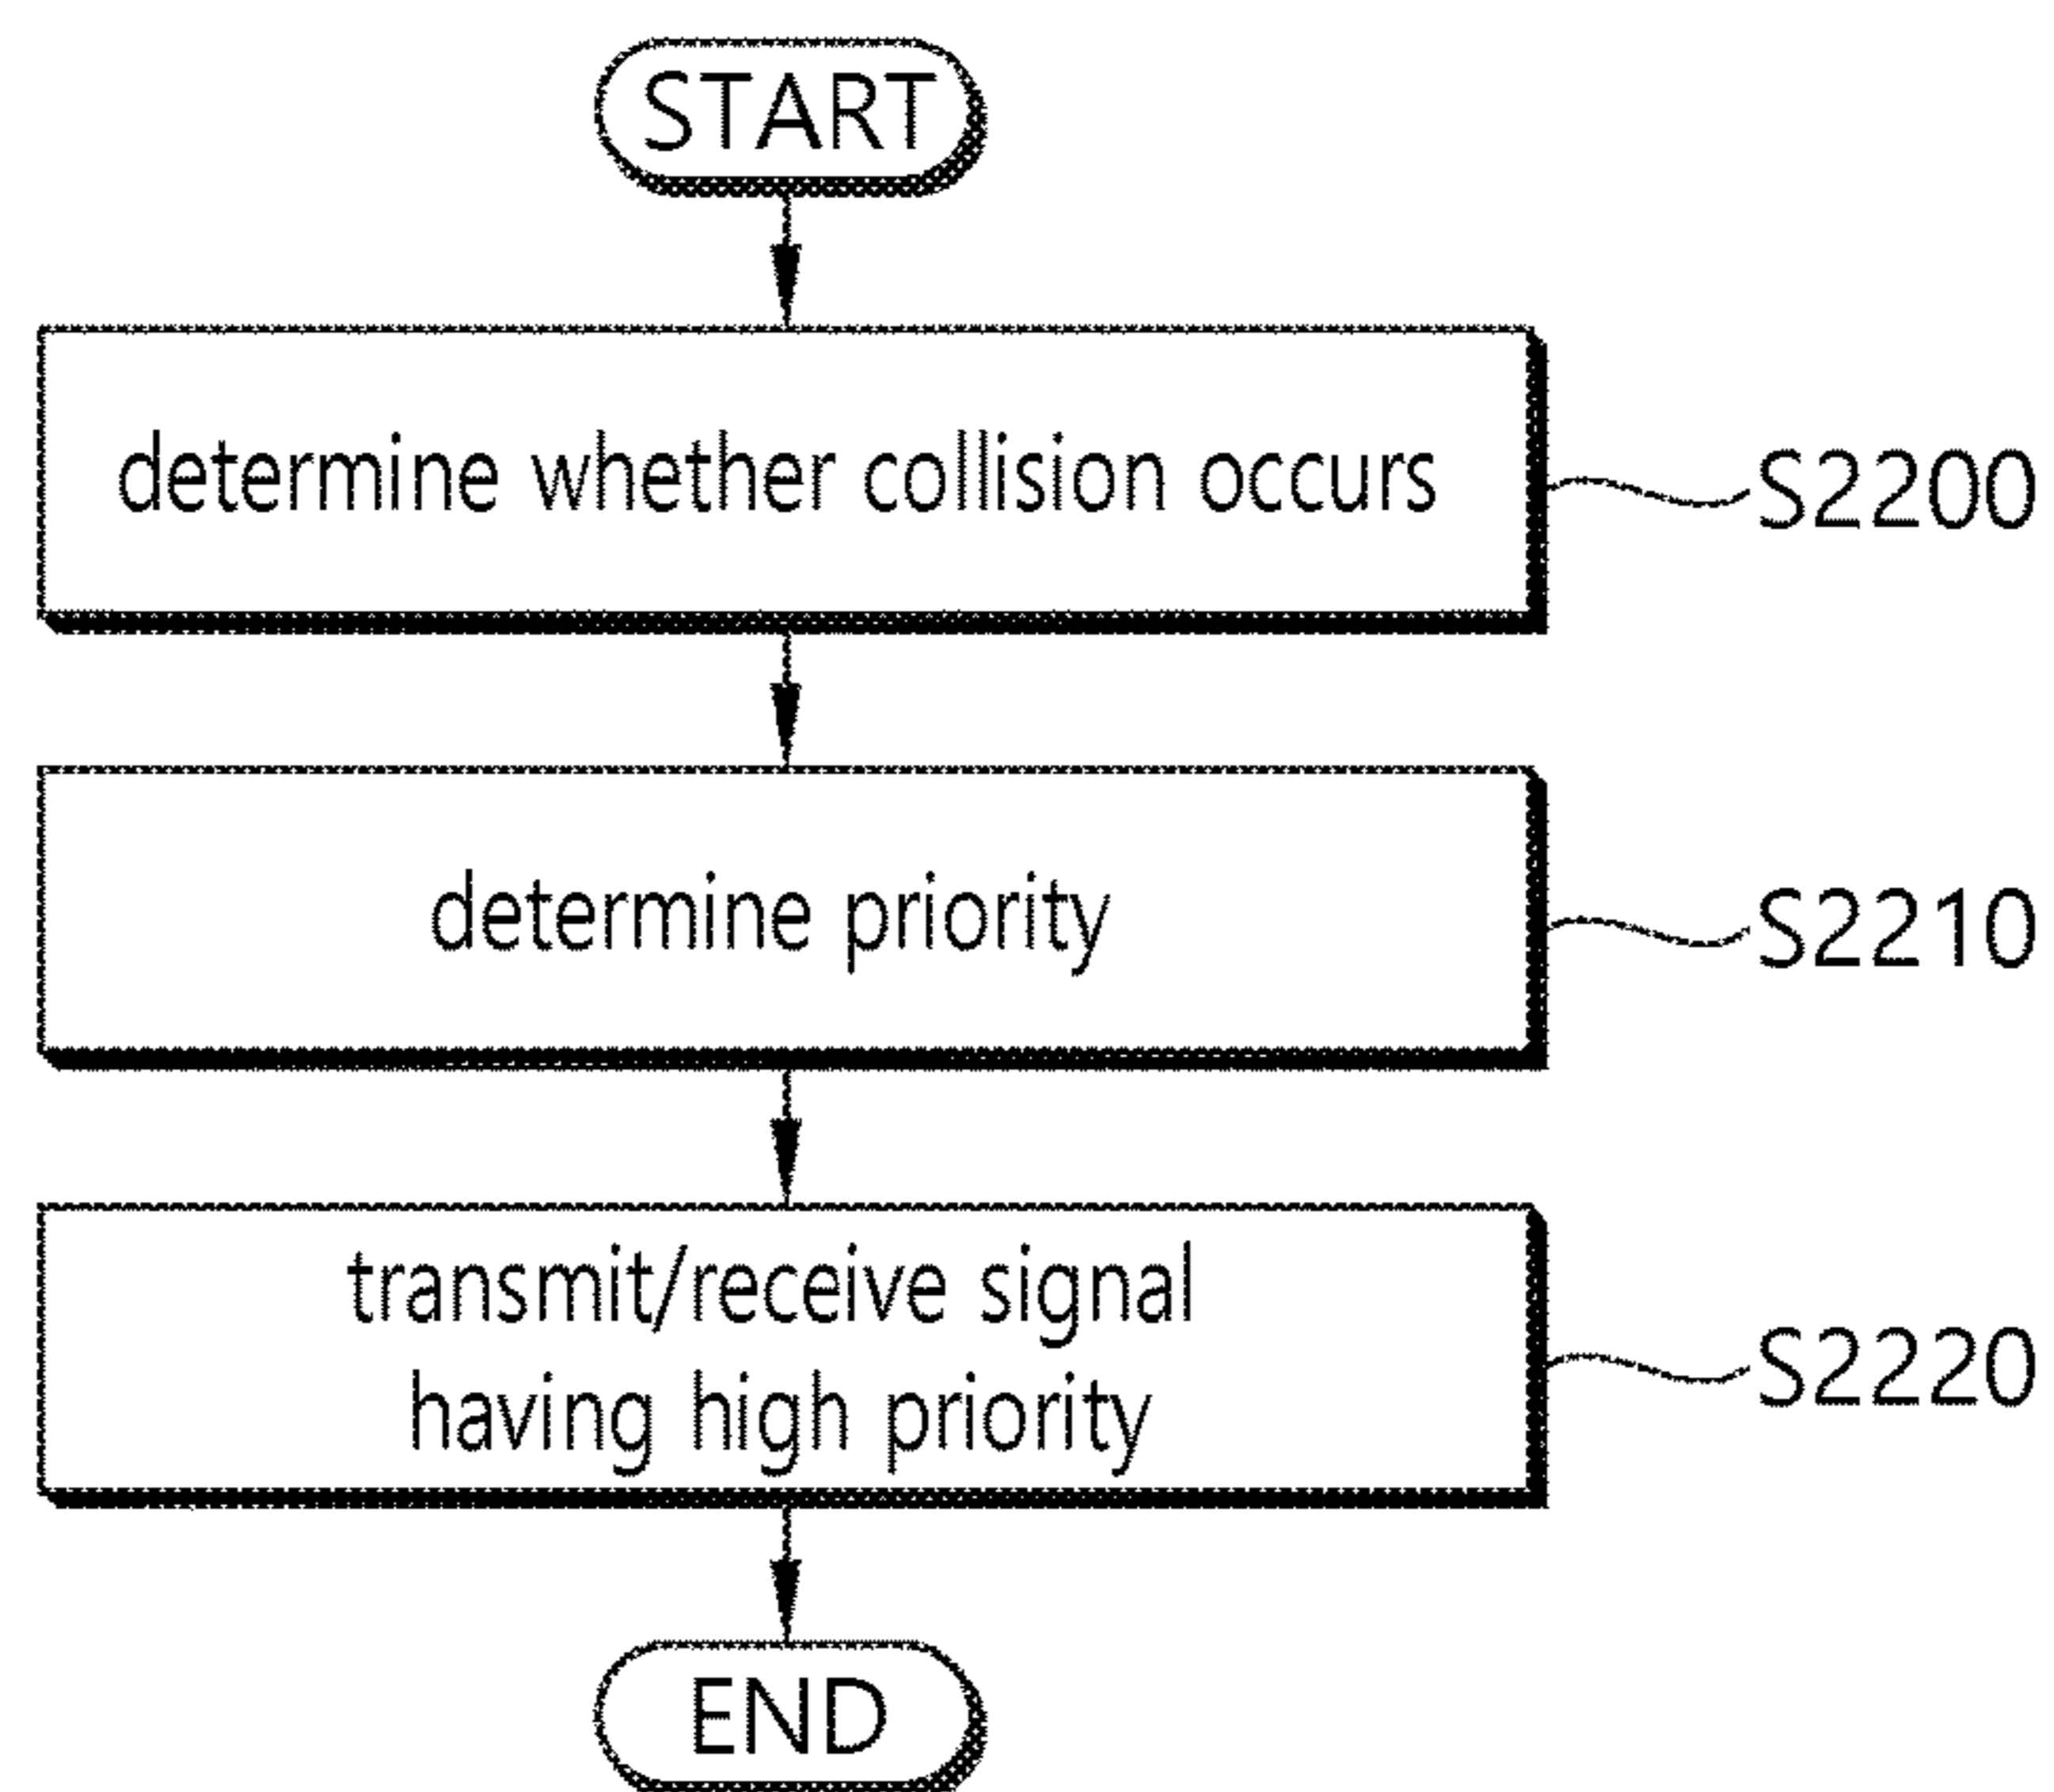 START
determine whether collision occurs
S2200
determine priority
S2210
transmit/receive signal
having high priority
S2220
END